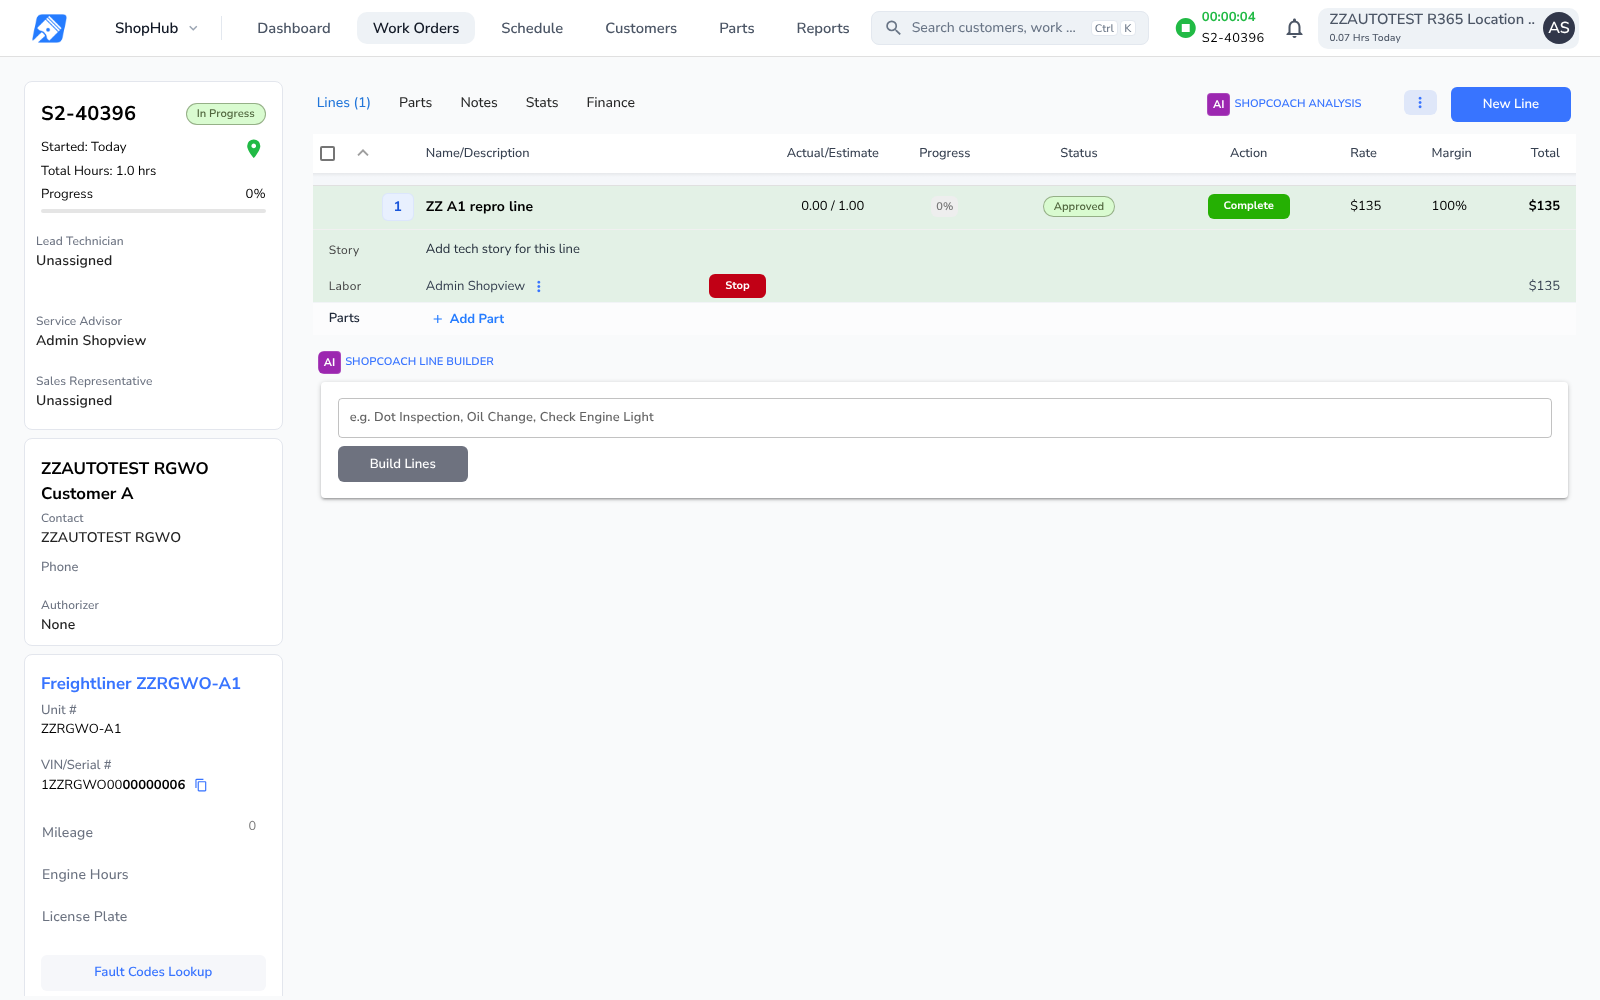 ShopHub
Dashboard
Work Orders
Schedule
Customers
Parts
Reports
Search customers, work ...
Ctrl K
00:00:04
S2-40396
ZZAUTOTEST R365 Location ..
0.07 Hrs Today
AS
S2-40396
In Progress
Started: Today
Total Hours: 1.0 hrs
Progress 0%
Lead Technician
Unassigned
Service Advisor
Admin Shopview
Sales Representative
Unassigned
ZZAUTOTEST RGWO
Customer A
Contact
ZZAUTOTEST RGWO
Phone
Authorizer
None
Freightliner ZZRGWO-A1
Unit #
ZZRGWO-A1
VIN/Serial #
1ZZRGWO0000000006
Mileage 0
Engine Hours
License Plate
Fault Codes Lookup
Lines (1)
Parts
Notes
Stats
Finance
AI SHOPCOACH ANALYSIS
New Line
Name/Description Actual/Estimate Progress Status Action Rate Margin Total
1 ZZ A1 repro line 0.00 / 1.00 0% Approved Complete $135 100% $135
Story Add tech story for this line
Labor Admin Shopview Stop $135
Parts + Add Part
AI SHOPCOACH LINE BUILDER
e.g. Dot Inspection, Oil Change, Check Engine Light
Build Lines